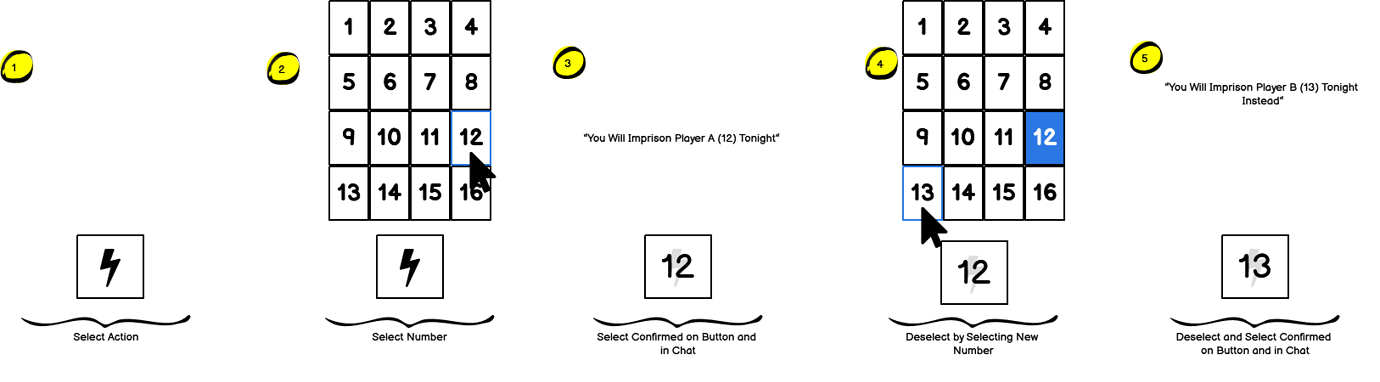 1
Select Action
2
1 2 3 4
5 6 7 8
9 10 11 12
13 14 15 16
Select Number
3
"You Will Imprison Player A (12) Tonight"
12
Select Confirmed on Button and
in Chat
4
1 2 3 4
5 6 7 8
9 10 11 12
13 14 15 16
12
Deselect by Selecting New
Number
5
"You Will Imprison Player B (13) Tonight
Instead"
13
Deselect and Select Confirmed
on Button and in Chat